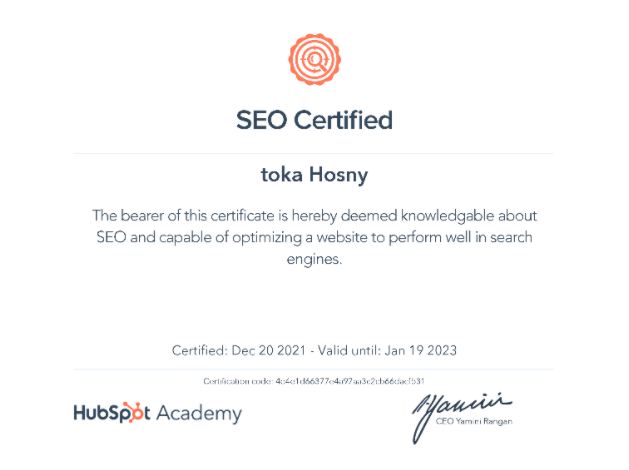 SEO Certified
toka Hosny
The bearer of this certificate is hereby deemed knowledgable about
SEO and capable of optimizing a website to perform well in search
engines.
Certified: Dec 20 2021 - Valid until: Jan 19 2023
Certification code:
HubSpot Academy
CEO Yamini Rangan